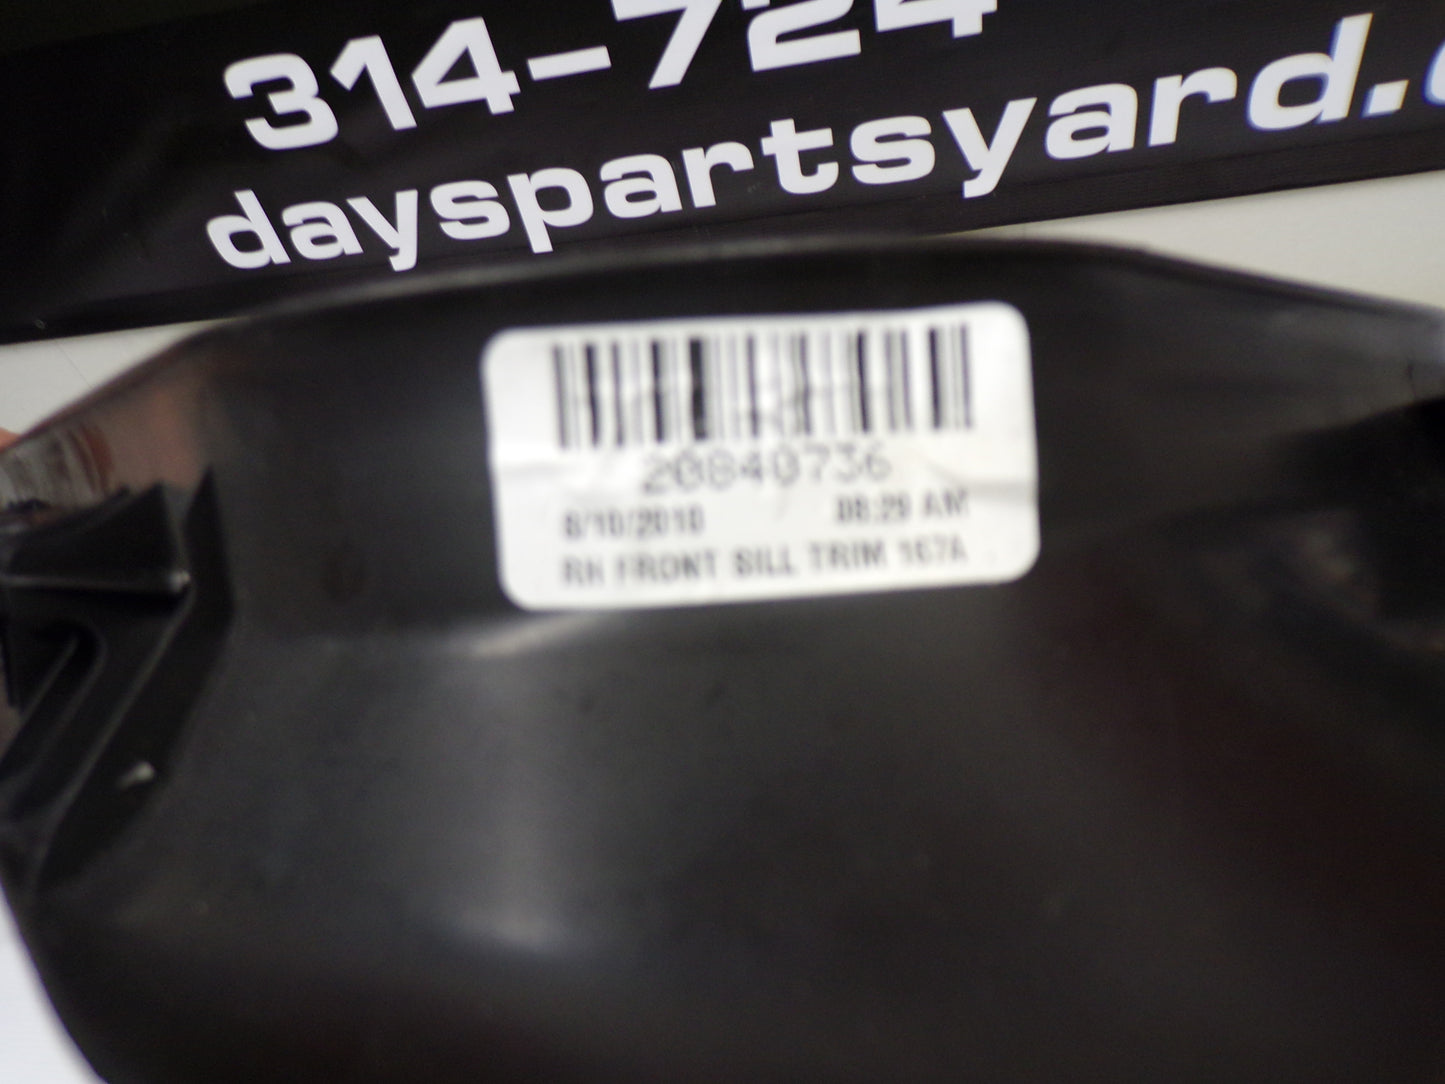 314-724
dayspartsyard.
20840736
8/10/2010 08:29 AM
RH FRONT SILL TRIM 167A